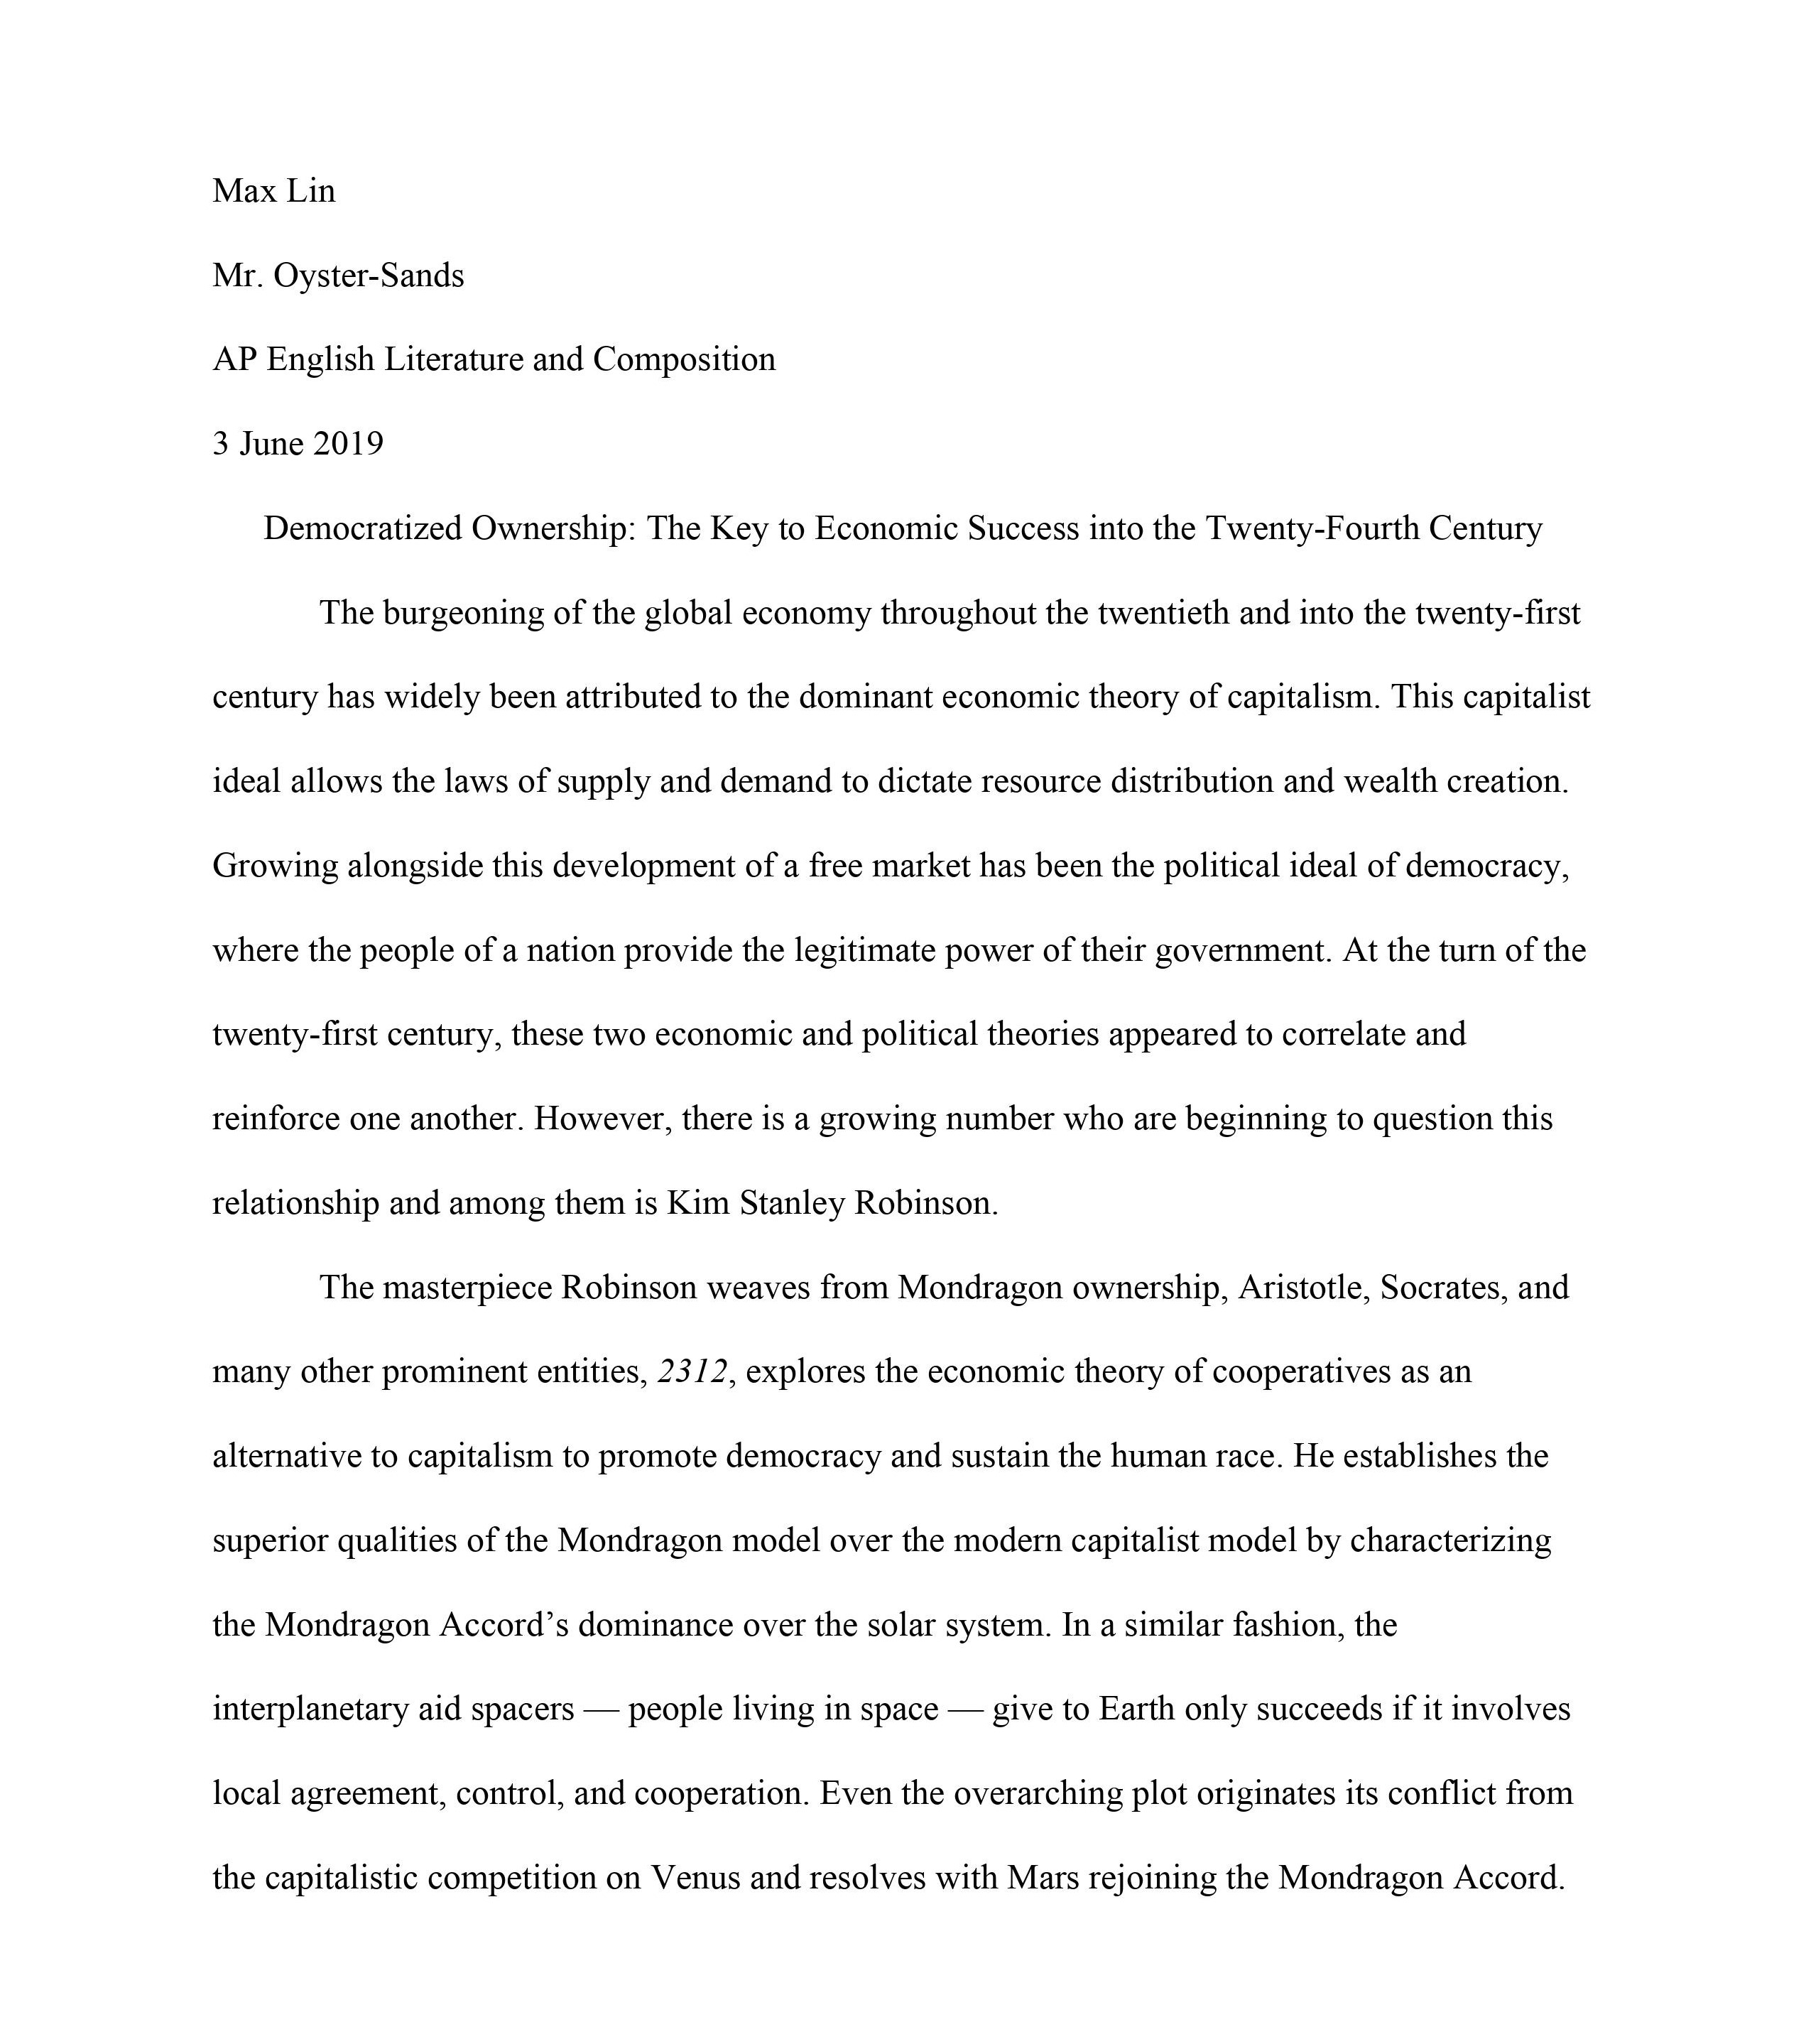 Max Lin
Mr. Oyster-Sands
AP English Literature and Composition
3 June 2019
Democratized Ownership: The Key to Economic Success into the Twenty-Fourth Century
The burgeoning of the global economy throughout the twentieth and into the twenty-first
century has widely been attributed to the dominant economic theory of capitalism. This capitalist
ideal allows the laws of supply and demand to dictate resource distribution and wealth creation.
Growing alongside this development of a free market has been the political ideal of democracy,
where the people of a nation provide the legitimate power of their government. At the turn of the
twenty-first century, these two economic and political theories appeared to correlate and
reinforce one another. However, there is a growing number who are beginning to question this
relationship and among them is Kim Stanley Robinson.
The masterpiece Robinson weaves from Mondragon ownership, Aristotle, Socrates, and
many other prominent entities, 2312, explores the economic theory of cooperatives as an
alternative to capitalism to promote democracy and sustain the human race. He establishes the
superior qualities of the Mondragon model over the modern capitalist model by characterizing
the Mondragon Accord’s dominance over the solar system. In a similar fashion, the
interplanetary aid spacers — people living in space — give to Earth only succeeds if it involves
local agreement, control, and cooperation. Even the overarching plot originates its conflict from
the capitalistic competition on Venus and resolves with Mars rejoining the Mondragon Accord.